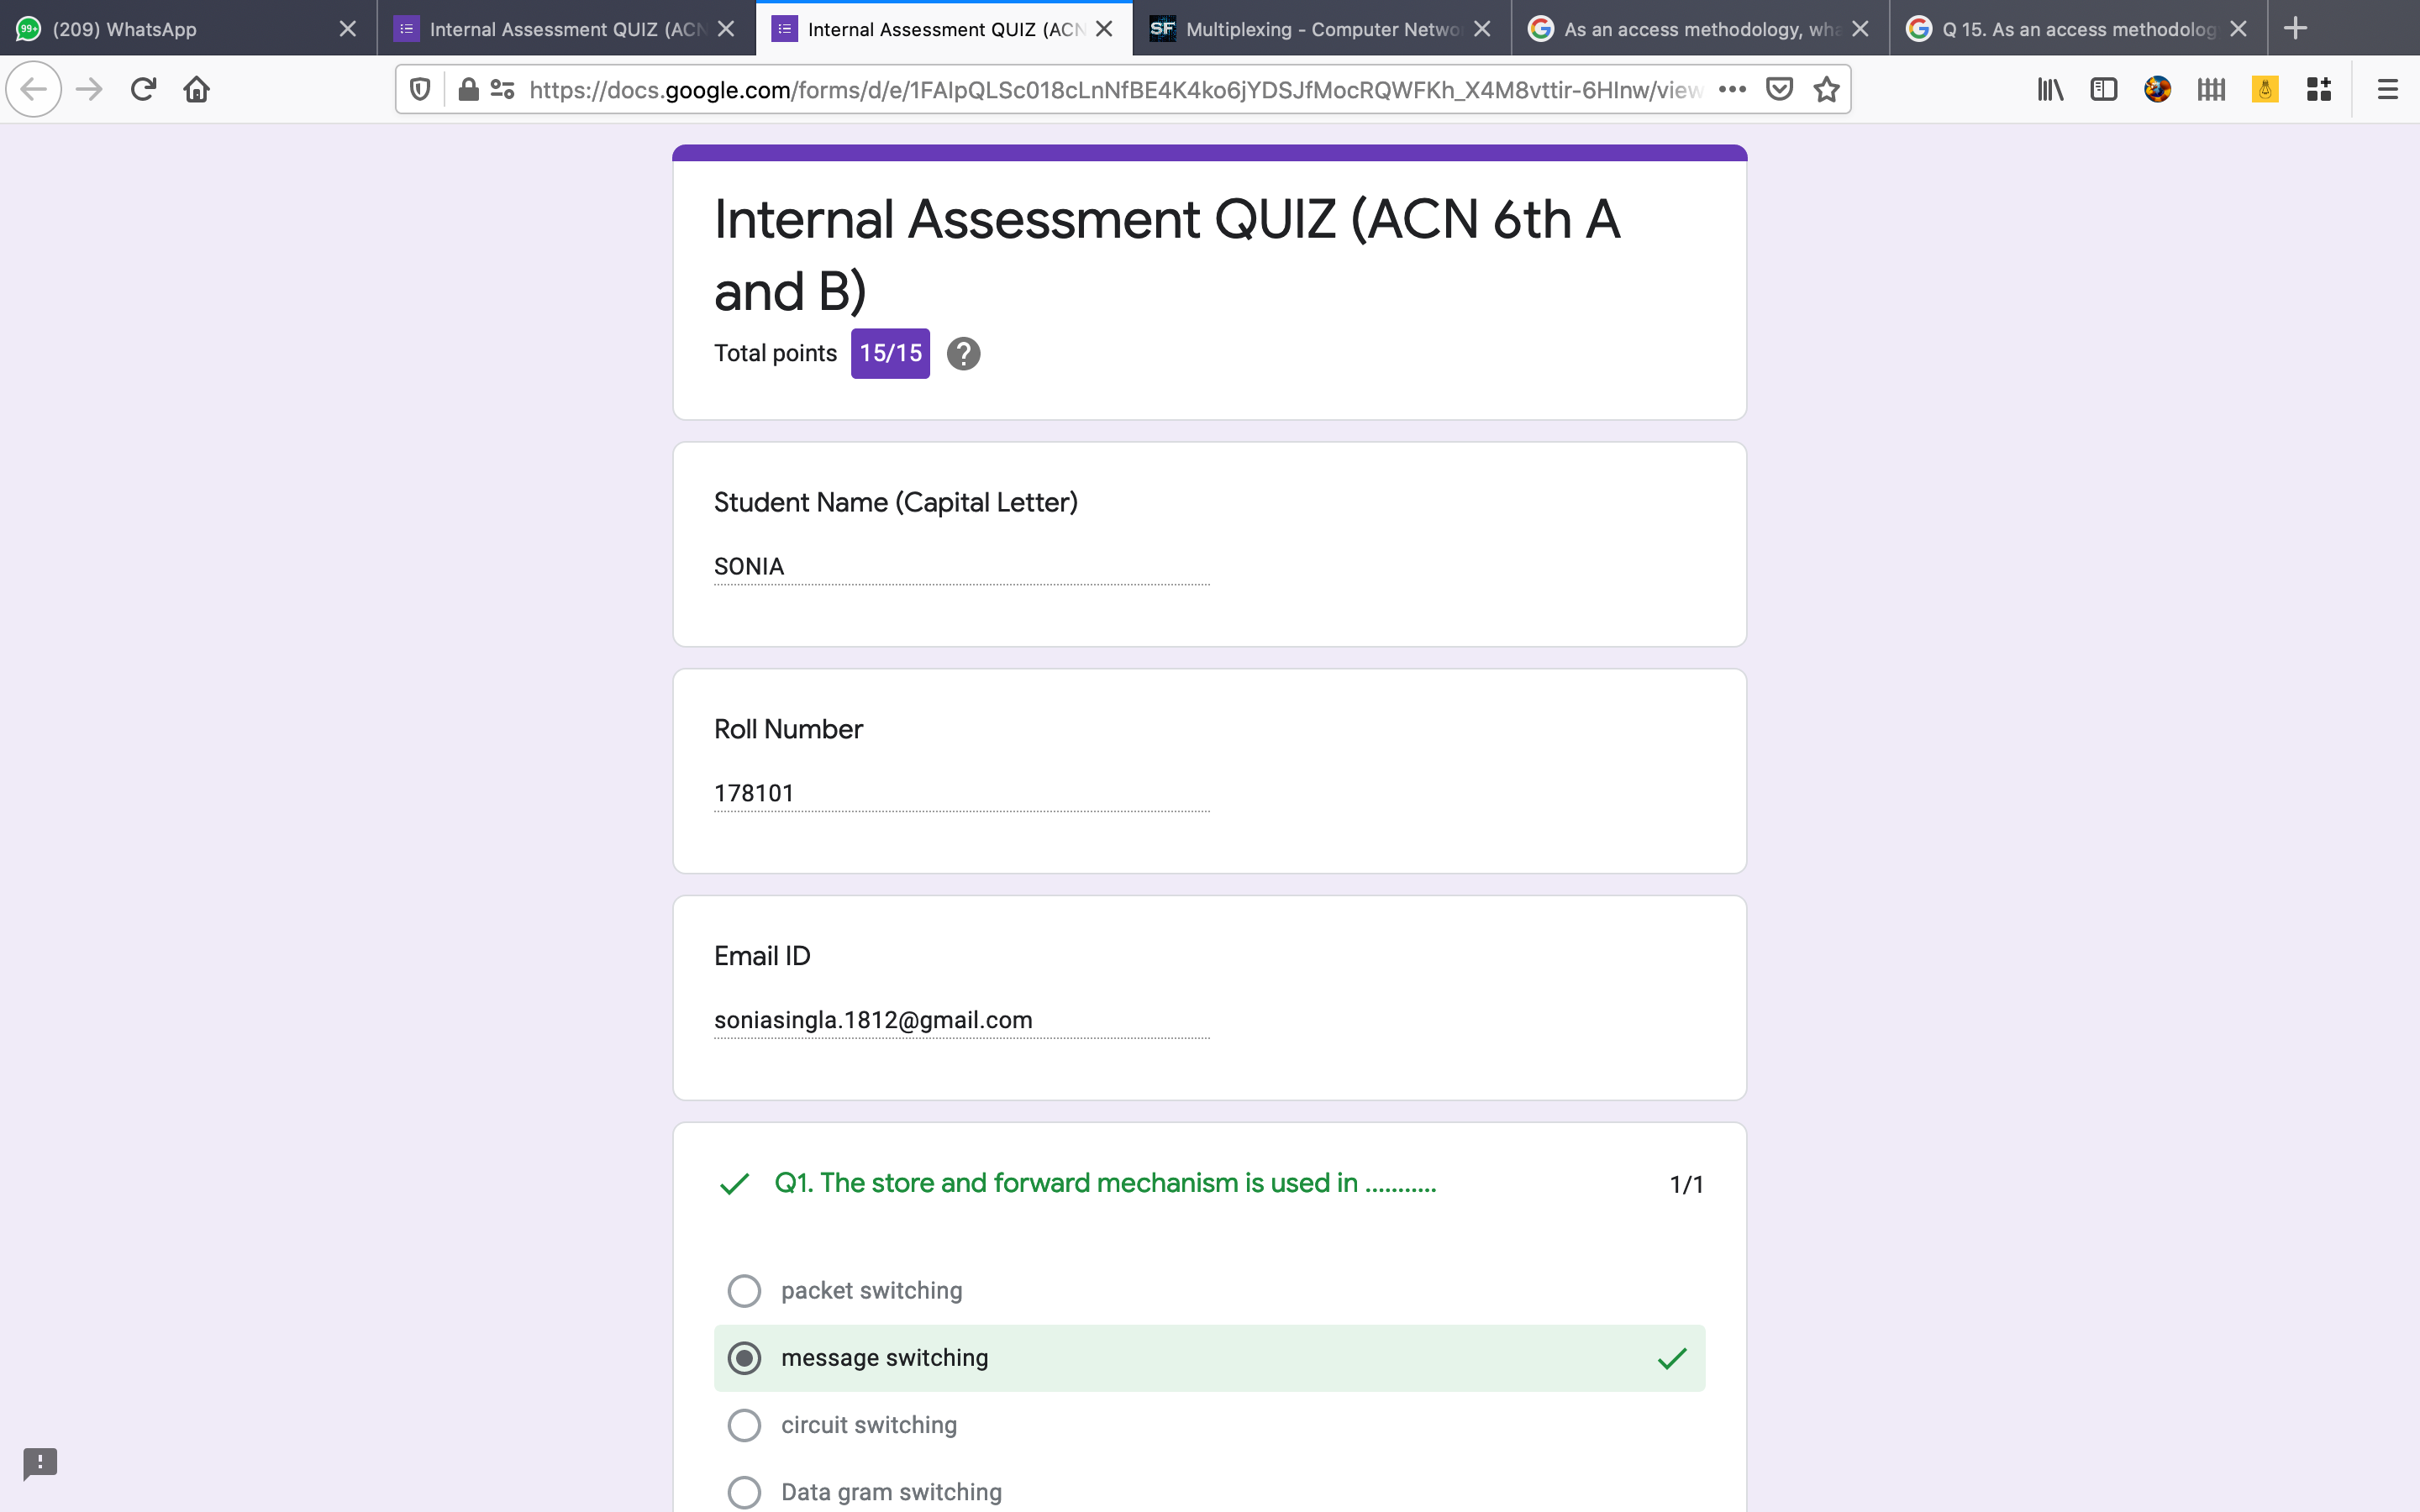 99+ (209) WhatsApp
Internal Assessment QUIZ (ACN
Internal Assessment QUIZ (ACN
SF Multiplexing - Computer Netwo
As an access methodology, wha
Q 15. As an access methodolog
https://docs.google.com/forms/d/e/1FAIpQLSc018cLnNfBE4K4ko6jYDSJfMocRQWFKh_X4M8vttir-6HInw/view
Internal Assessment QUIZ (ACN 6th A
and B)
Total points 15/15 ?
Student Name (Capital Letter)
SONIA
Roll Number
178101
Email ID
soniasingla.1812@gmail.com
Q1. The store and forward mechanism is used in ........... 1/1
packet switching
message switching
circuit switching
Data gram switching